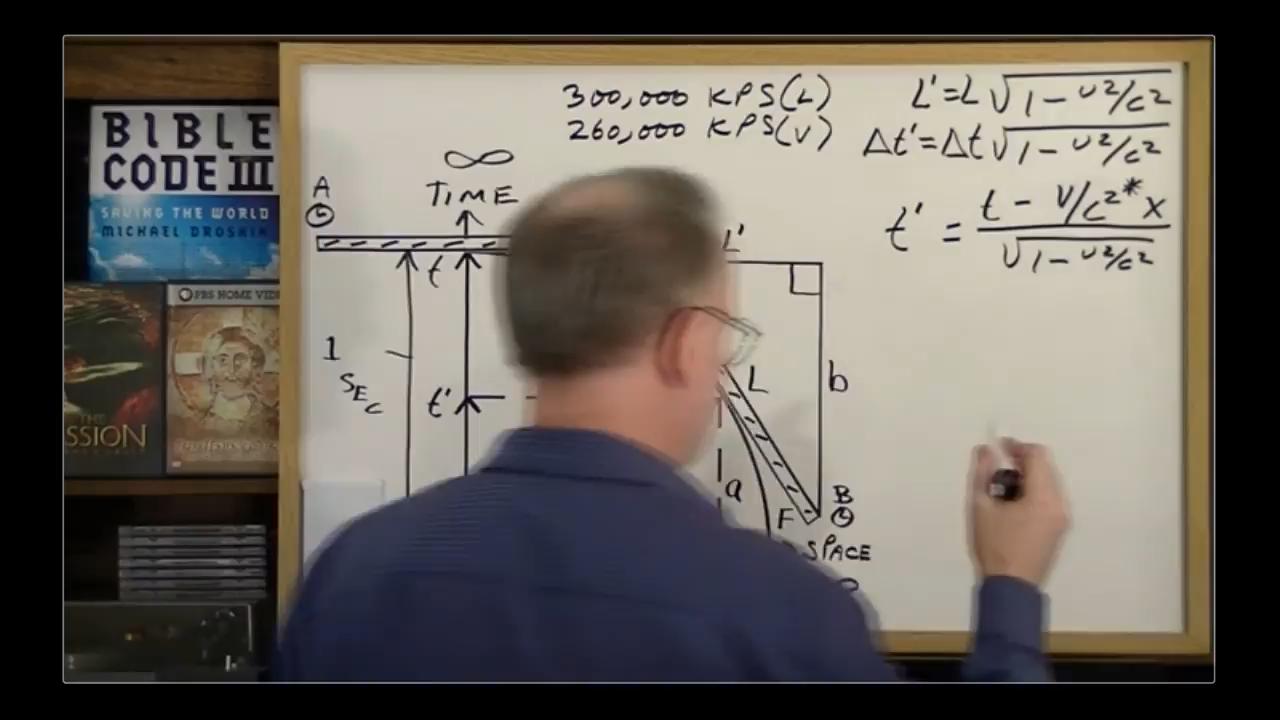 BIBLE
CODE III
SAVING THE WORLD
MICHAEL DROSNIN
PBS HOME VIDEO
THE
300,000 KPS(L)
260,000 KPS(V)
L'=L√1-v²/c²
Δt'=Δt√1-v²/c²
t' = t - V/c²*x
√1-v²/c²
∞
TIME
A
t
L'
1
SEC
t'
L
b
a
F
B
SPACE